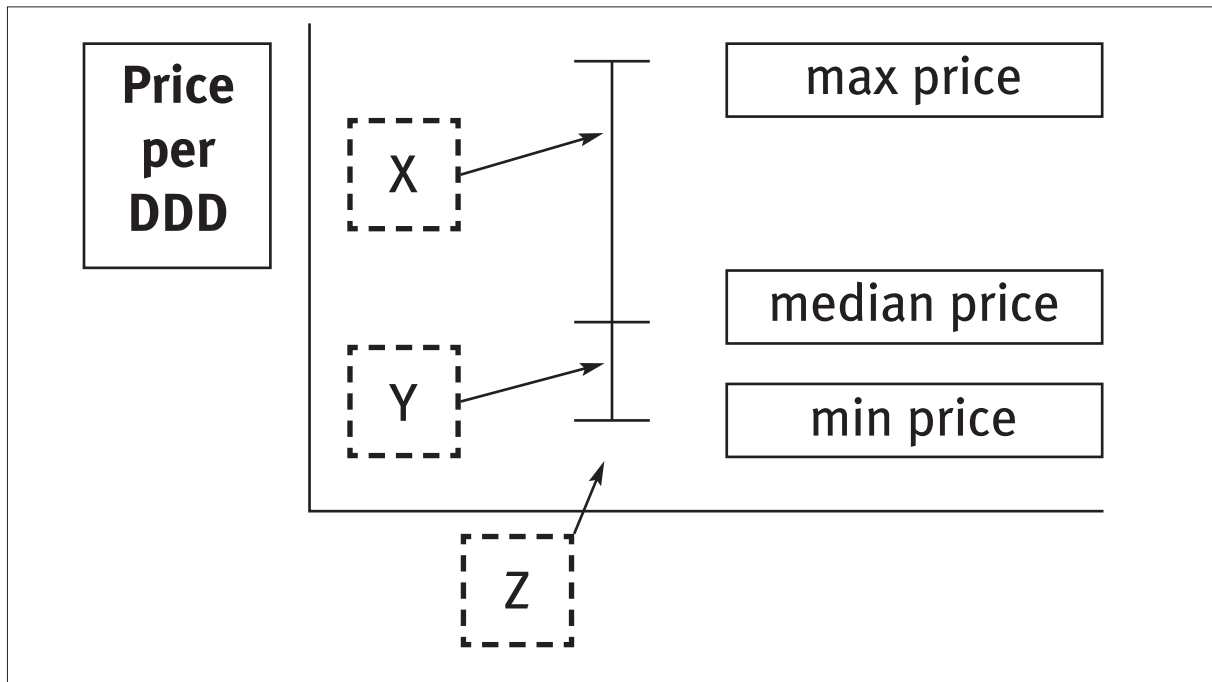 Price
per
DDD
max price
X
median price
Y
min price
Z